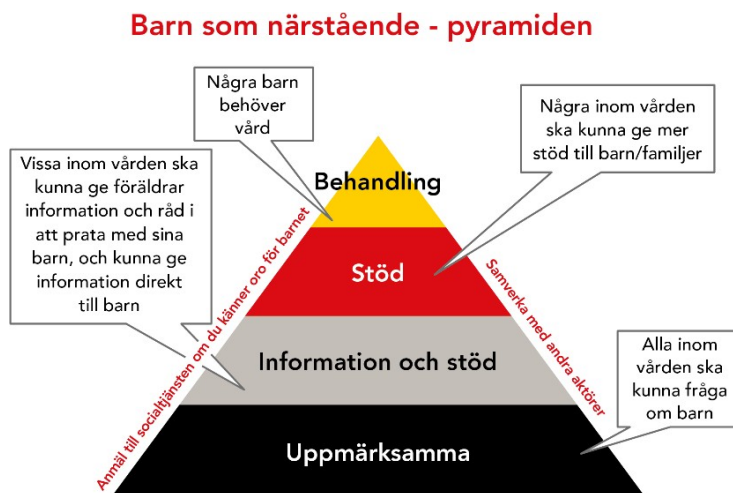 Barn som närstående - pyramiden
Några barn
behöver
vård
Några inom vården
ska kunna ge mer
stöd till barn/familjer
Vissa inom vården ska
kunna ge föräldrar
information och råd i
att prata med sina
barn, och kunna ge
information direkt
till barn
Behandling
Stöd
Information och stöd
Uppmärksamma
Anmäl till socialtjänsten om du känner oro för barnet
Samverka med andra aktörer
Alla inom
vården ska
kunna fråga
om barn